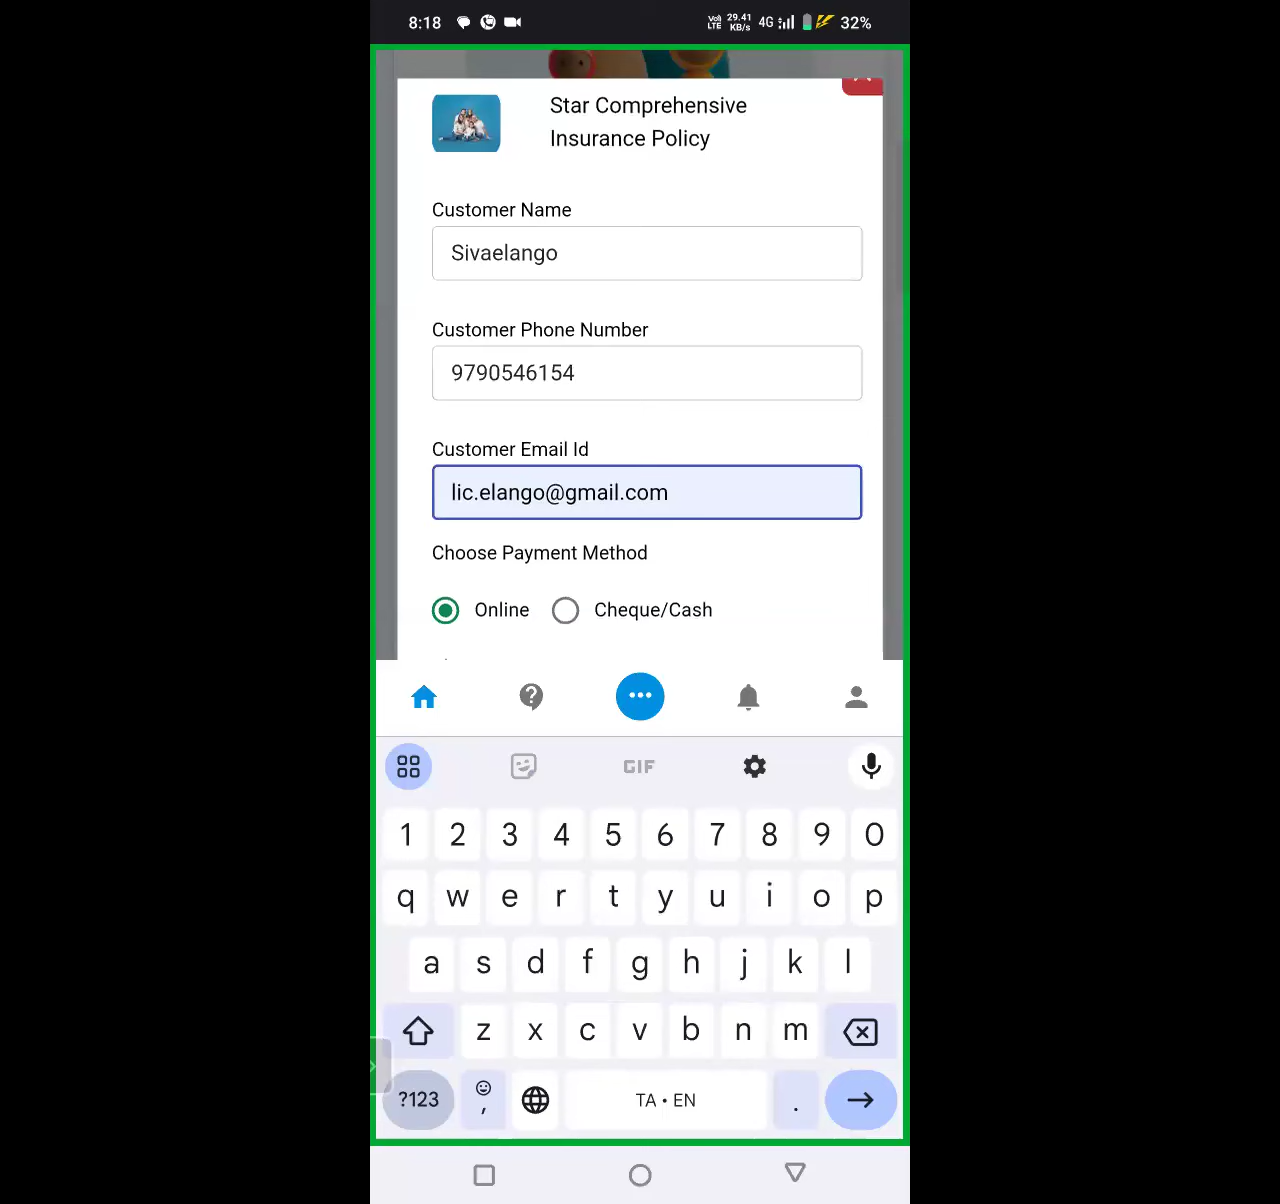 8:18
Vo) LTE 29.41 KB/s 4G 32%
Star Comprehensive
Insurance Policy
Customer Name
Sivaelango
Customer Phone Number
9790546154
Customer Email Id
lic.elango@gmail.com
Choose Payment Method
Online Cheque/Cash
GIF
1 2 3 4 5 6 7 8 9 0
q w e r t y u i o p
a s d f g h j k l
z x c v b n m
?123 , TA • EN .